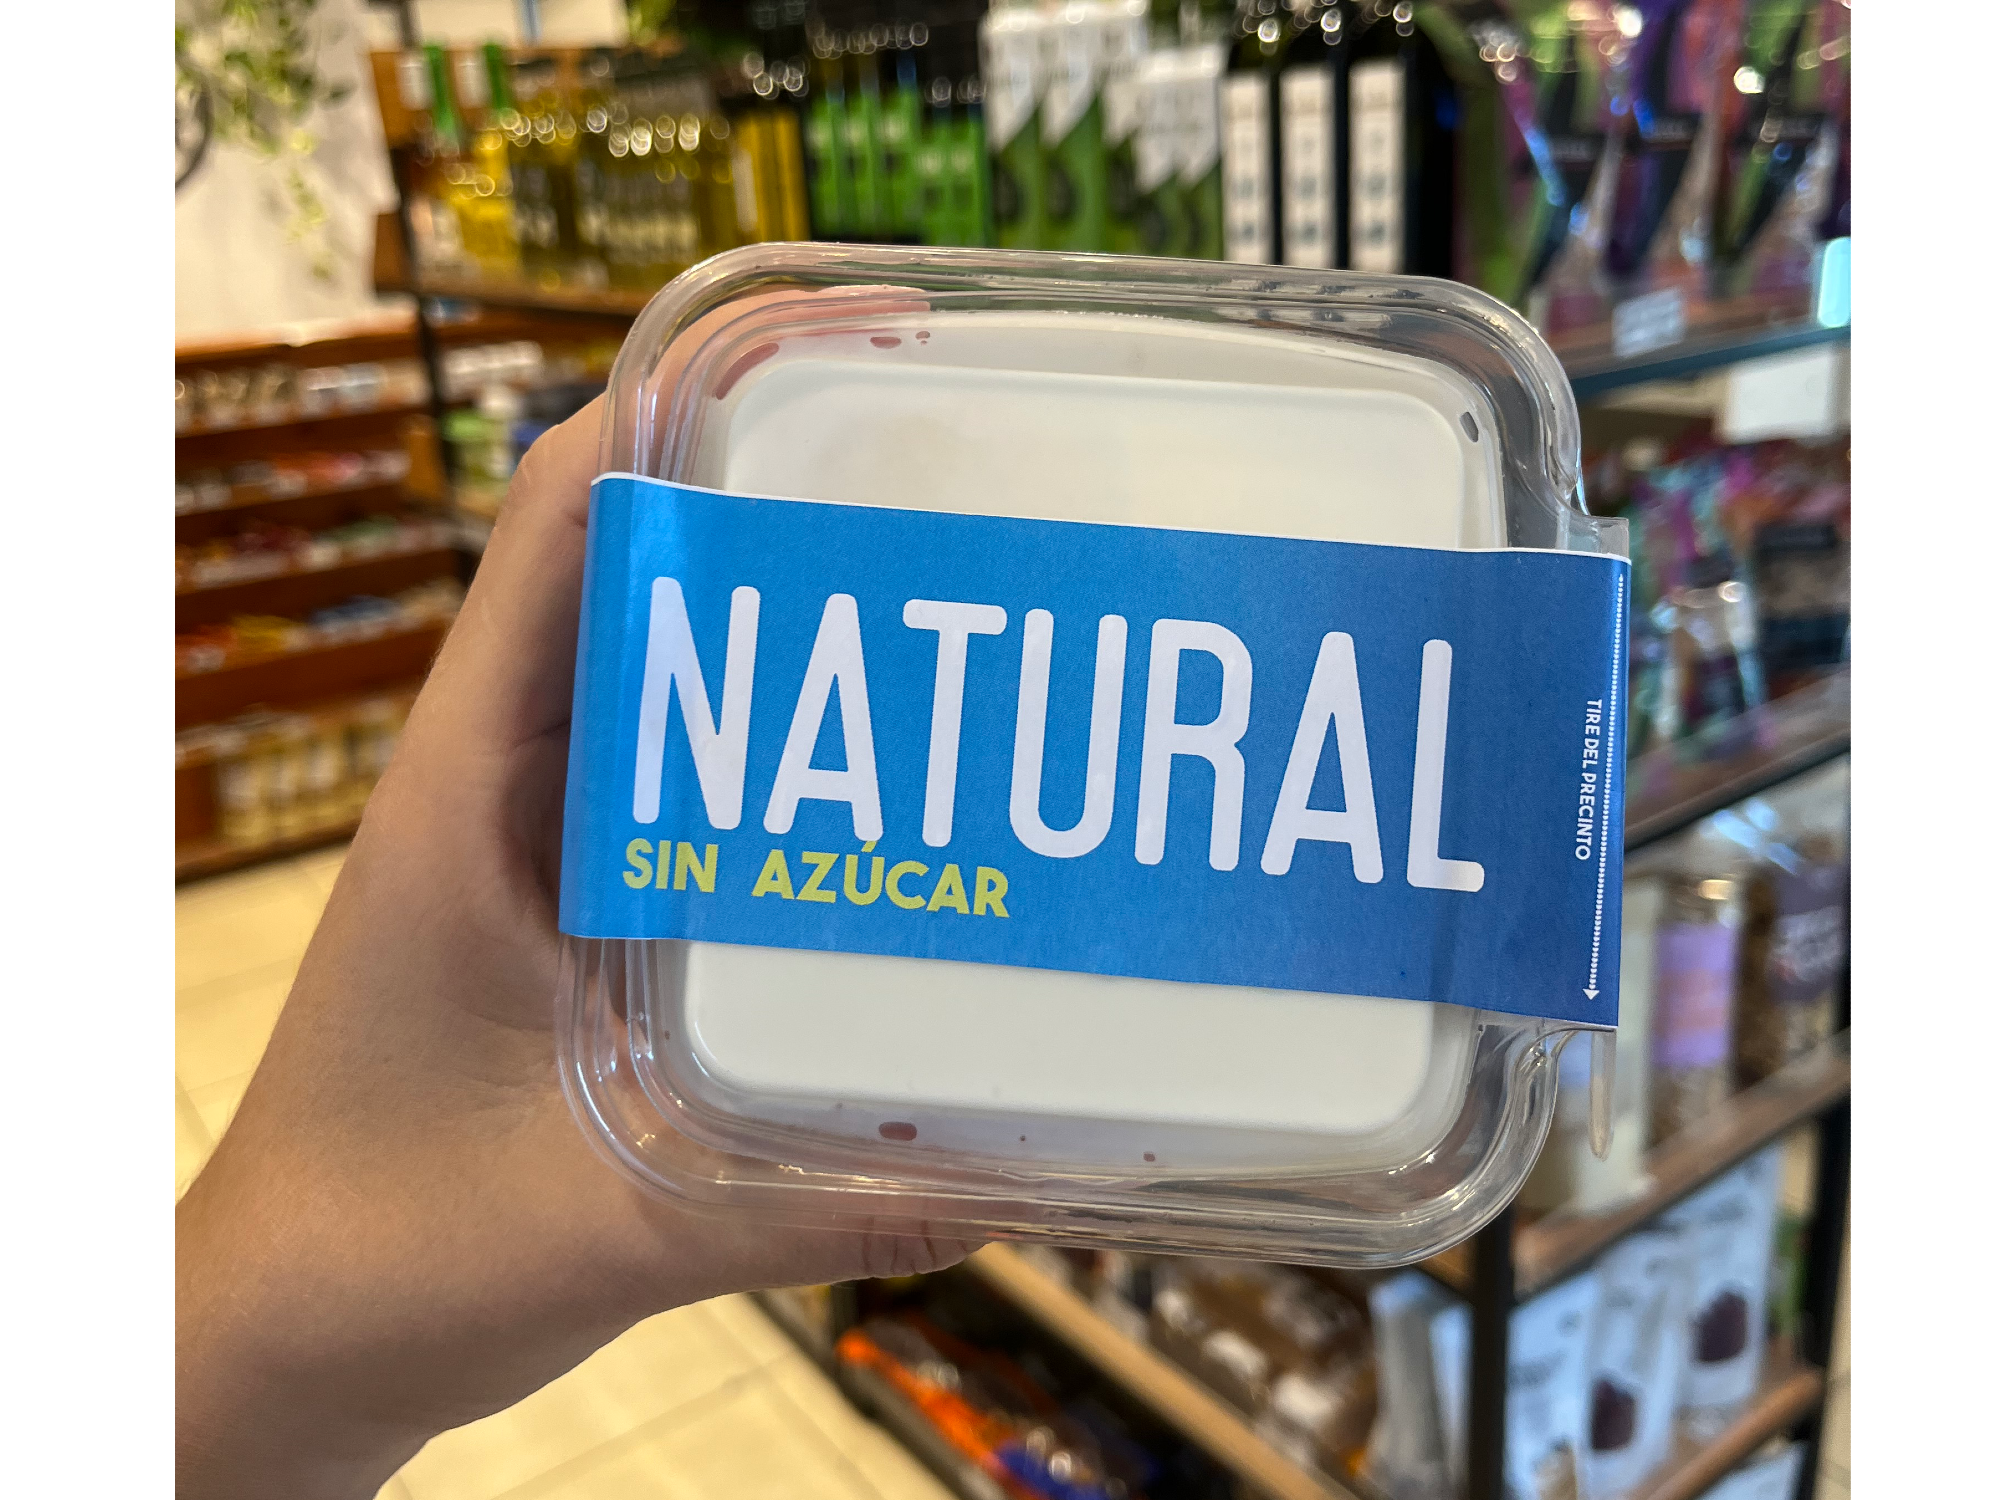 NATURAL
SIN AZÚCAR
TIRE DEL PRECINTO